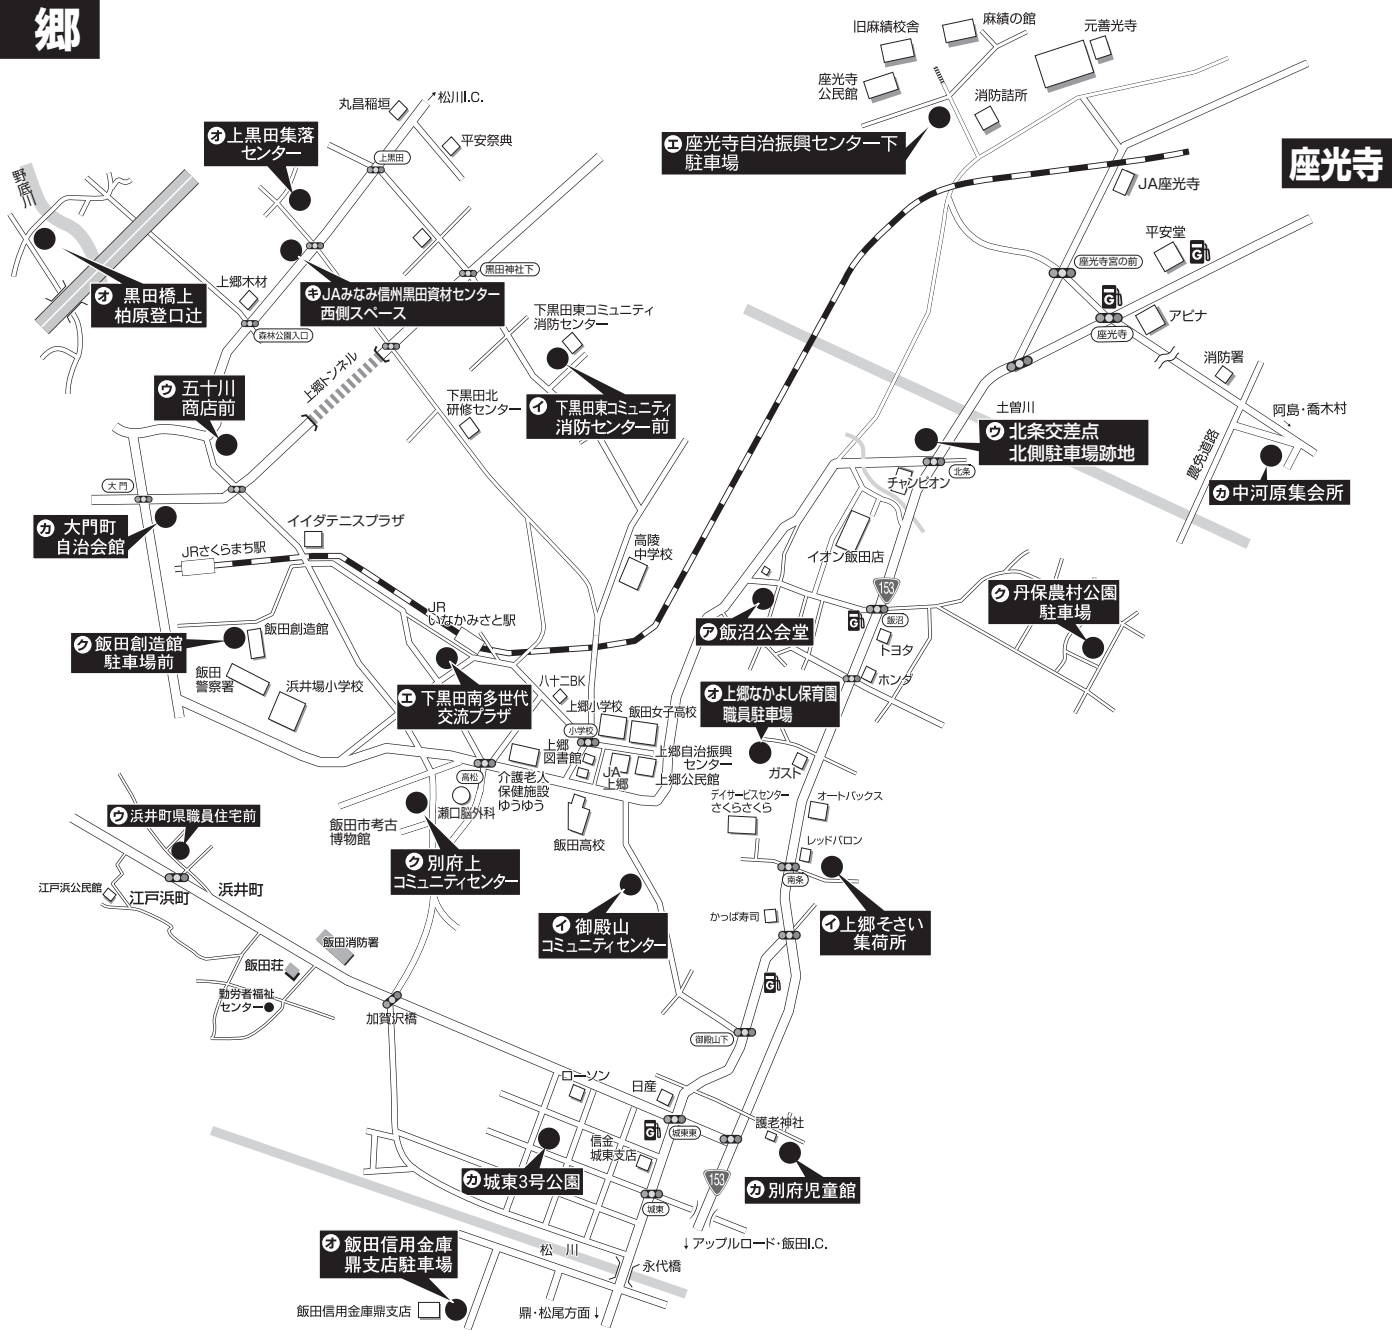 郷
座光寺
旧麻績校舎
麻績の館
元善光寺
座光寺
公民館
消防詰所
エ 座光寺自治振興センター下
駐車場
JA座光寺
平安堂
座光寺宮の前
アピナ
座光寺
消防署
阿島・喬木村
農免道路
カ 中河原集会所
土曽川
ウ 北条交差点
北側駐車場跡地
北条
チャンピオン
イオン飯田店
丸昌稲垣
松川I.C.
平安祭典
オ 上黒田集落
センター
上黒田
野底川
オ 黒田橋上
柏原登口辻
上郷木材
キ JAみなみ信州黒田資材センター
西側スペース
黒田神社下
森林公園入口
下黒田東コミュニティ
消防センター
イ 下黒田東コミュニティ
消防センター前
上郷トンネル
下黒田北
研修センター
ウ 五十川
商店前
大門
カ 大門町
自治会館
イイダテニスプラザ
JRさくらまち駅
高陵
中学校
JR
いなかみさと駅
153
ク 丹保農村公園
駐車場
ア 飯沼公会堂
飯沼
トヨタ
ホンダ
ク 飯田創造館
駐車場前
飯田創造館
飯田
警察署
浜井場小学校
エ 下黒田南多世代
交流プラザ
八十二BK
上郷小学校
飯田女子高校
小学校
オ 上郷なかよし保育園
職員駐車場
上郷
図書館
上郷自治振興
センター
上郷公民館
JA
上郷
ガスト
高松
介護老人
保健施設
ゆうゆう
瀬口脳外科
飯田市考古
博物館
飯田高校
デイサービスセンター
さくらさくら
オートバックス
レッドバロン
南条
ウ 浜井町県職員住宅前
ク 別府上
コミュニティセンター
江戸浜公民館
江戸浜町
浜井町
イ 御殿山
コミュニティセンター
かっぱ寿司
イ 上郷そさい
集荷所
飯田消防署
飯田荘
勤労者福祉
センター
加賀沢橋
御殿山下
ローソン
日産
城東東
護老神社
信金
城東支店
カ 城東3号公園
カ 別府児童館
153
城東
↓アップルロード・飯田I.C.
オ 飯田信用金庫
鼎支店駐車場
松川
永代橋
飯田信用金庫鼎支店
鼎・松尾方面↓